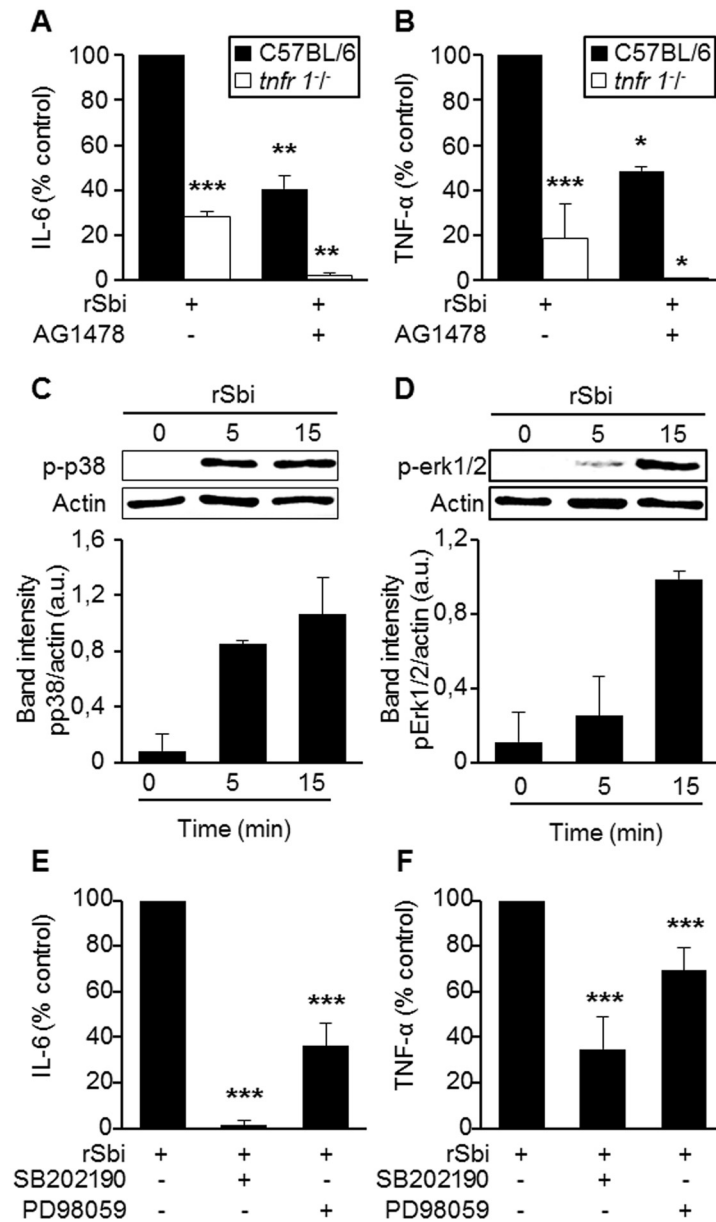 A
C57BL/6
tnfr 1-/-
IL-6 (% control)
100
80
60
40
20
0
***
**
**
rSbi + +
AG1478 - +
B
C57BL/6
tnfr 1-/-
TNF-α (% control)
100
80
60
40
20
0
***
*
*
rSbi + +
AG1478 - +
C
rSbi
0 5 15
p-p38
Actin
Band intensity
pp38/actin (a.u.)
1,6
1,2
0,8
0,4
0
0 5 15
Time (min)
D
rSbi
0 5 15
p-erk1/2
Actin
Band intensity
pErk1/2/actin (a.u.)
1,2
0,8
0,4
0
0 5 15
Time (min)
E
IL-6 (% control)
100
80
60
40
20
0
***
***
rSbi + + +
SB202190 - + -
PD98059 - - +
F
TNF-α (% control)
100
80
60
40
20
0
***
***
rSbi + + +
SB202190 - + -
PD98059 - - +